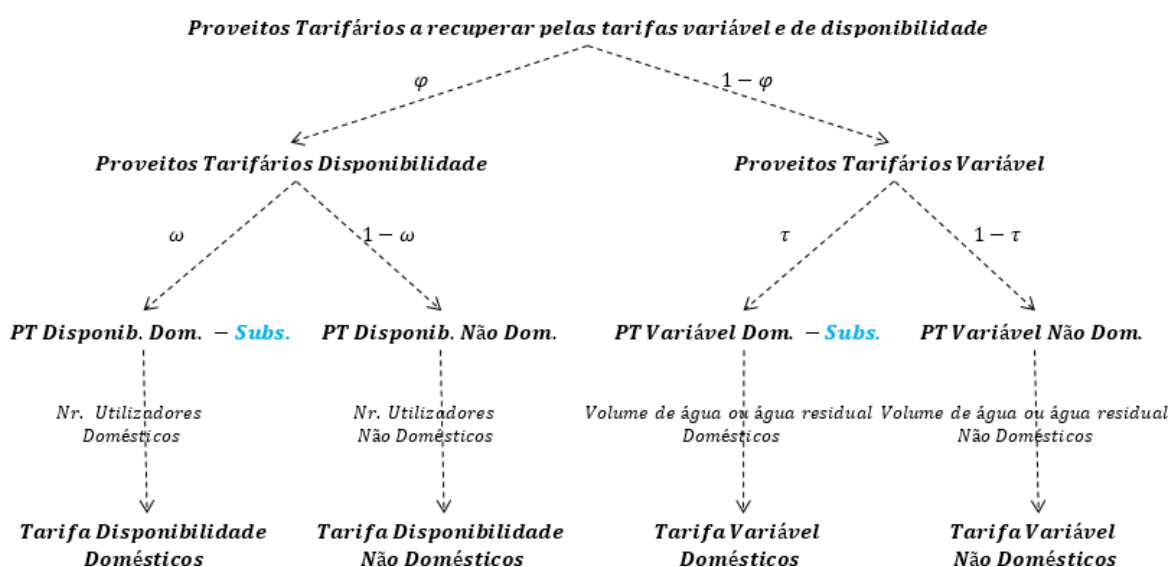 Proveitos Tarifários a recuperar pelas tarifas variável e de disponibilidade
φ
1 − φ
Proveitos Tarifários Disponibilidade
Proveitos Tarifários Variável
ω
1 − ω
τ
1 − τ
PT Disponib. Dom. − Subs.
PT Disponib. Não Dom.
PT Variável Dom. − Subs.
PT Variável Não Dom.
Nr. Utilizadores
Domésticos
Nr. Utilizadores
Não Domésticos
Volume de água ou água residual
Domésticos
Volume de água ou água residual
Não Domésticos
Tarifa Disponibilidade
Domésticos
Tarifa Disponibilidade
Não Domésticos
Tarifa Variável
Domésticos
Tarifa Variável
Não Domésticos